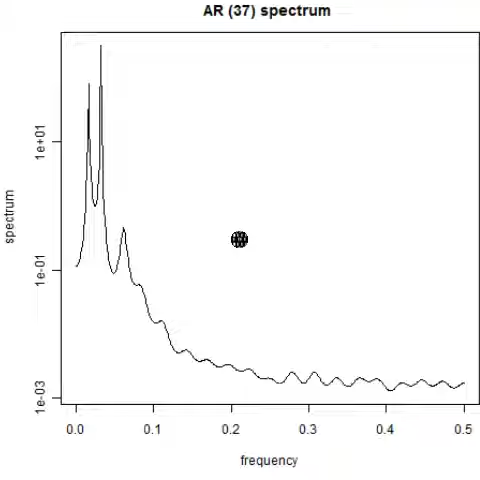 AR (37) spectrum
spectrum
1e+01
1e-01
1e-03
0.0 0.1 0.2 0.3 0.4 0.5
frequency